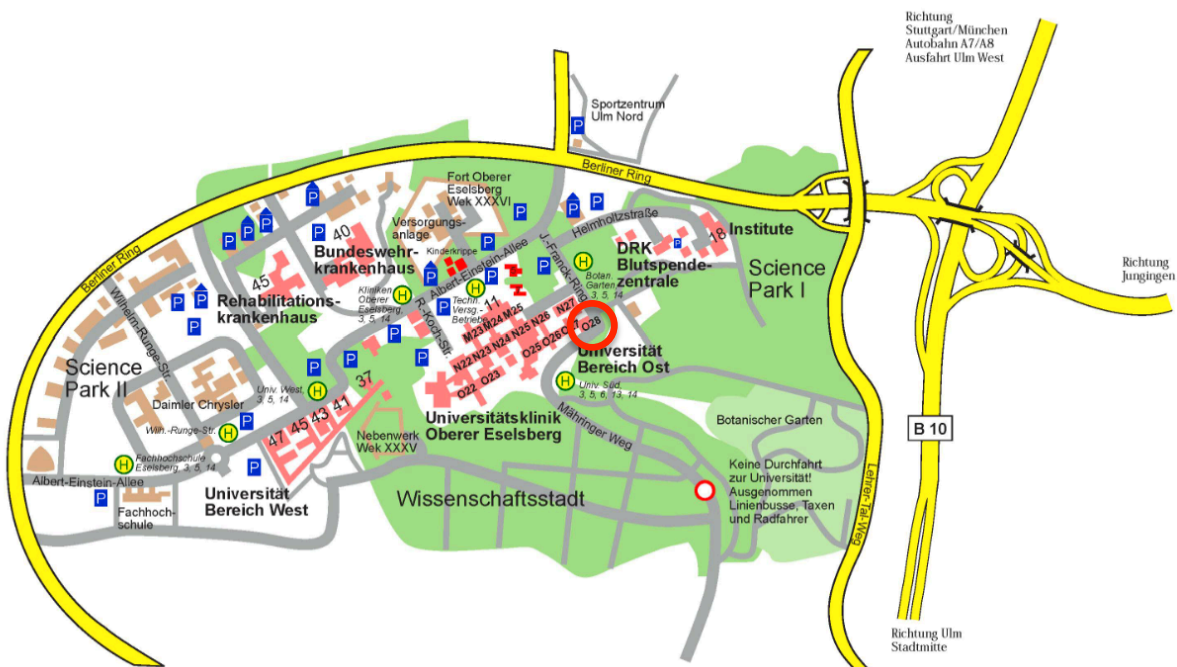 Richtung
Stuttgart/München
Autobahn A7/A8
Ausfahrt Ulm West
Sportzentrum
Ulm Nord
P
Berliner Ring
Fort Oberer
Eselsberg
Wek XXXVI
P
P
P
Helmholtzstraße
18
Institute
P
Versorgungs-
anlage
Kinderkrippe
P
P
P
P
P
P
P
40
Bundeswehr-
krankenhaus
Albert-Einstein-Allee
J.-Franck-Ring
DRK
Blutspende-
zentrale
H
Botan.
Garten,
3, 5, 14
Science
Park I
Richtung
Jungingen
Berliner Ring
45
Rehabilitations-
krankenhaus
P
P
P
Kliniken
Oberer
Eselsberg,
3, 5, 14
H
H
Techn.
Versg.-
Betriebe
P
P
R.-Koch-Str.
11
M23 M24 M25
N22 N23 N24 N25 N26 N27
O22 O23 O25 O26 O28
Universität
Bereich Ost
H
Univ. Süd,
3, 5, 6, 13, 14
Wilhelm-Runge-Str.
Science
Park II
Daimler Chrysler
P
Univ. West,
3, 5, 14
H
P
P
P
P
37
47 45 43 41
Wilh.-Runge-Str.
H
Universitätsklinik
Oberer Eselsberg
Mähringer Weg
Botanischer Garten
B 10
Nebenwerk
Wek XXXV
H
Fachhochschule
Eselsberg, 3, 5, 14
Albert-Einstein-Allee
P
P
Fachhoch-
schule
Universität
Bereich West
Wissenschaftsstadt
Keine Durchfahrt
zur Universität!
Ausgenommen
Linienbusse, Taxen
und Radfahrer
Lehrer-Tal-Weg
Richtung Ulm
Stadtmitte